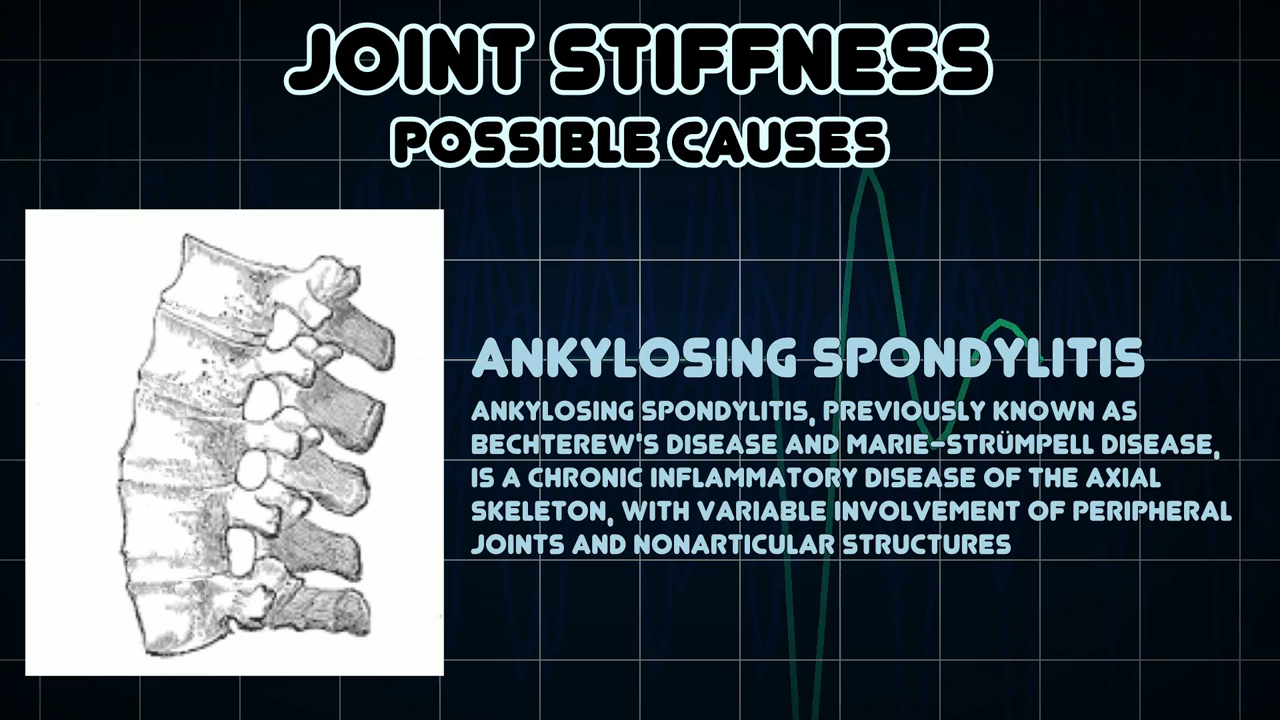 JOINT STIFFNESS
POSSIBLE CAUSES
ANKYLOSING SPONDYLITIS
ANKYLOSING SPONDYLITIS, PREVIOUSLY KNOWN AS
BECHTEREW'S DISEASE AND MARIE-STRÜMPELL DISEASE,
IS A CHRONIC INFLAMMATORY DISEASE OF THE AXIAL
SKELETON, WITH VARIABLE INVOLVEMENT OF PERIPHERAL
JOINTS AND NONARTICULAR STRUCTURES